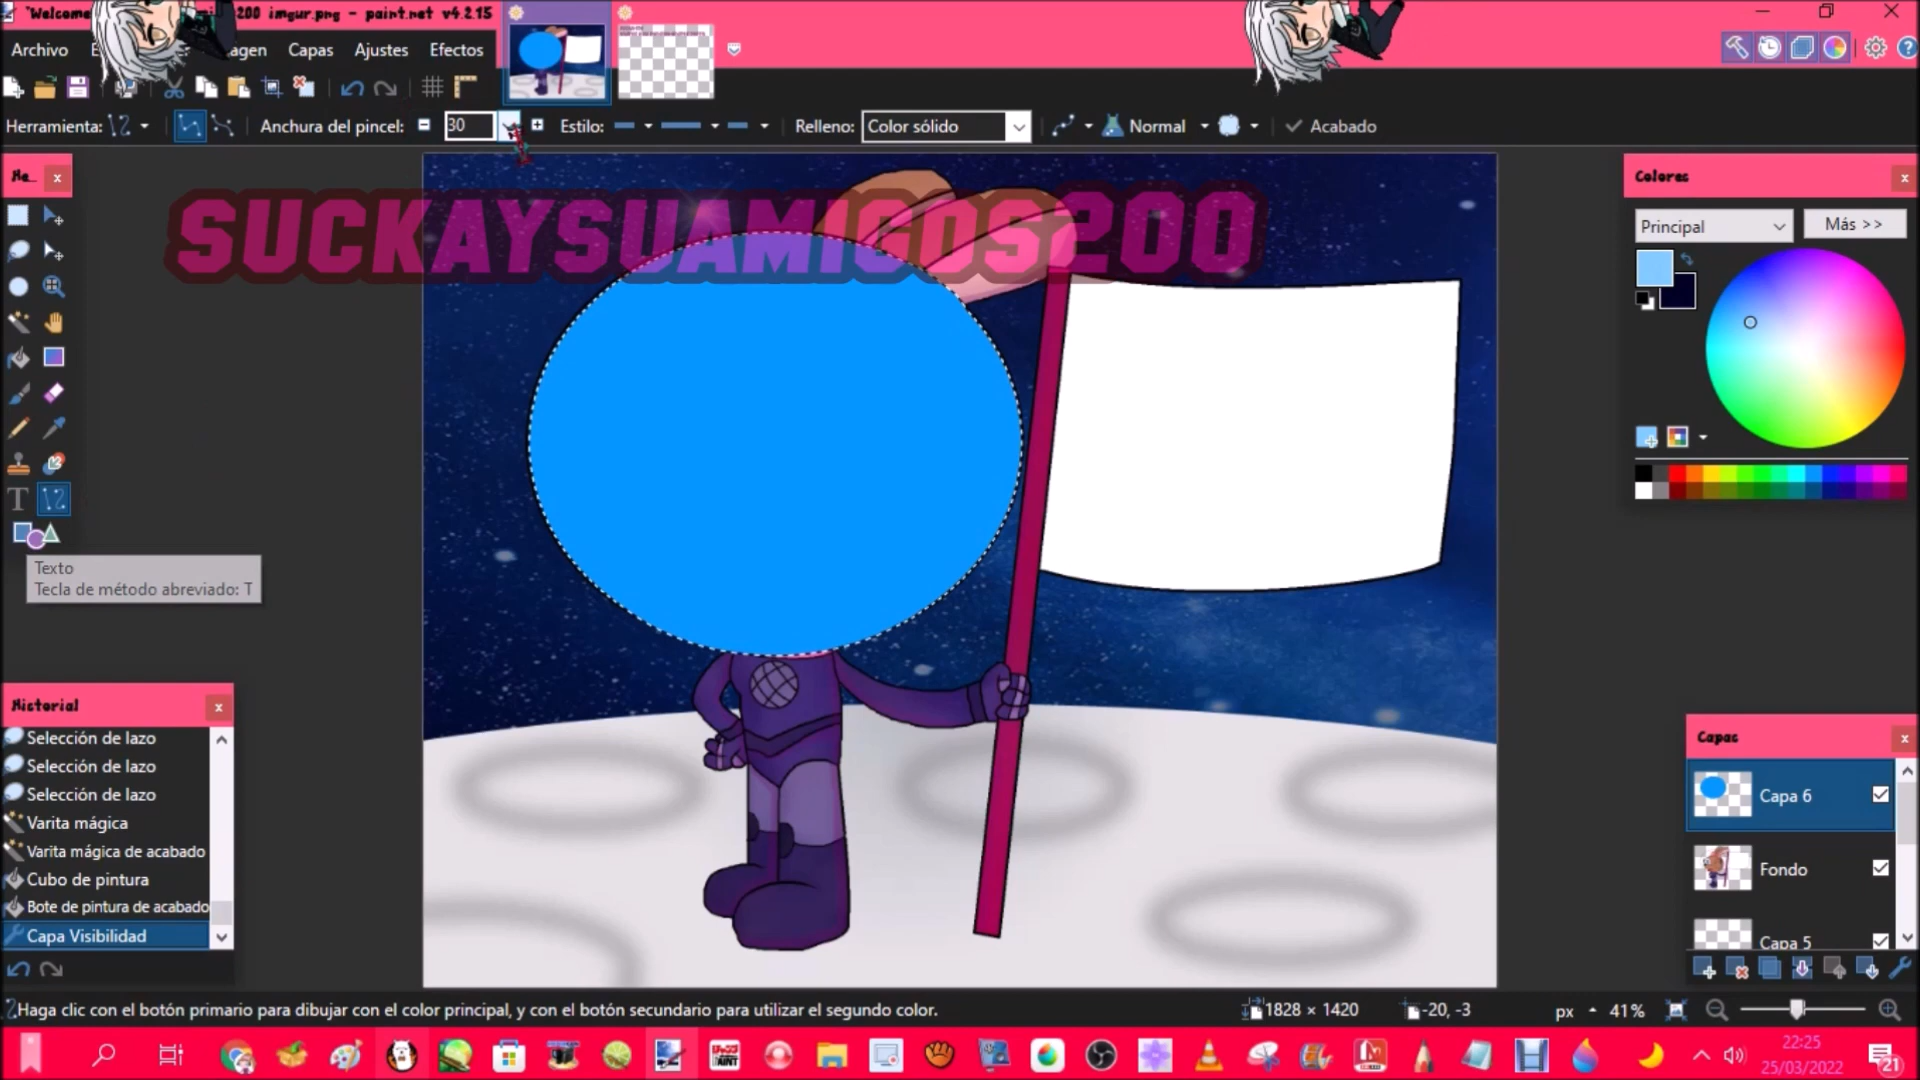 "Welcome
200 imgur.png - paint.net v4.2.15
Archivo
Capas Ajustes Efectos
Herramienta:
Anchura del pincel:
30
Estilo:
Relleno:
Color sólido
Normal
Acabado
He...
Colores
SUCKAYSUAMIGOS200
Principal
Más >>
Texto
Tecla de método abreviado: T
Historial
Selección de lazo
Selección de lazo
Selección de lazo
Varita mágica
Varita mágica de acabado
Cubo de pintura
Bote de pintura de acabado
Capa Visibilidad
Capas
Capa 6
Fondo
Capa 5
Haga clic con el botón primario para dibujar con el color principal, y con el botón secundario para utilizar el segundo color.
1828 × 1420
-20, -3
px
41%
22:25
25/03/2022
21